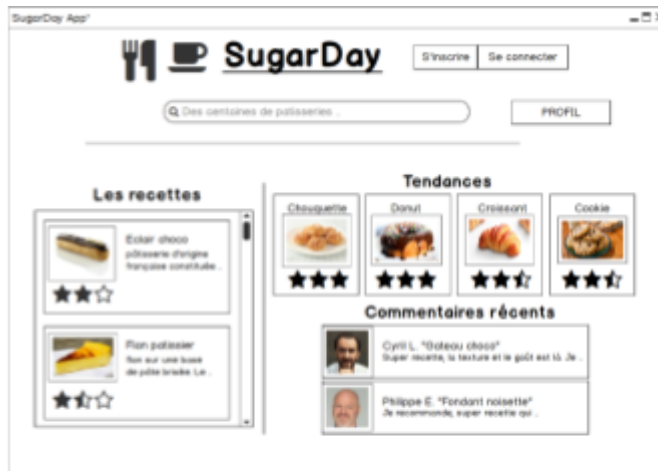 SugarDay App'
SugarDay
S'inscrire
Se connecter
Des centaines de patisseries ..
PROFIL
Les recettes
Eclair choco
pâtisserie d'origine
française constituée ..
Flan patissier
flan sur une base
de pâte brisée. Le ..
Tendances
Chouquette
Donut
Croissant
Cookie
Commentaires récents
Cyril L. "Gateau choco"
Super recette, la texture et le goût est là. Je ..
Philippe E. "Fondant noisette"
Je recommande, super recette qui ..